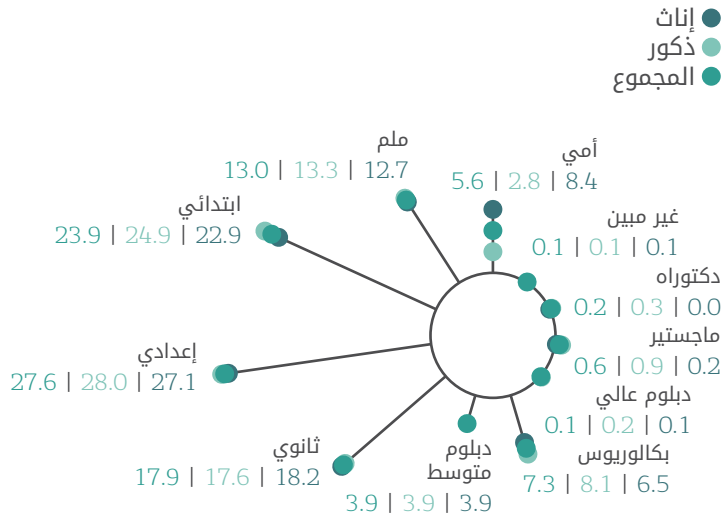 إناث
ذكور
المجموع
أمي
8.4 | 2.8 | 5.6
ملم
12.7 | 13.3 | 13.0
ابتدائي
22.9 | 24.9 | 23.9
إعدادي
27.1 | 28.0 | 27.6
ثانوي
18.2 | 17.6 | 17.9
دبلوم
متوسط
3.9 | 3.9 | 3.9
بكالوريوس
6.5 | 8.1 | 7.3
دبلوم عالي
0.1 | 0.2 | 0.1
ماجستير
0.2 | 0.9 | 0.6
دكتوراه
0.0 | 0.3 | 0.2
غير مبين
0.1 | 0.1 | 0.1